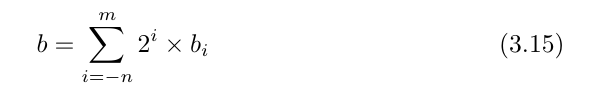 b = \sum_{i=-n}^{m} 2^i \times b_i (3.15)